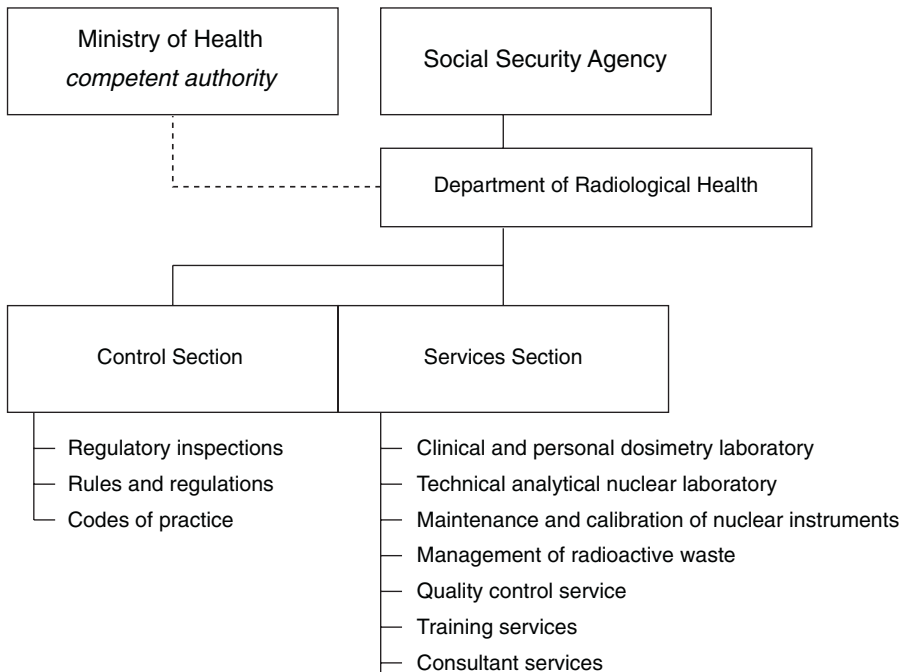 Ministry of Health
competent authority
Social Security Agency
Department of Radiological Health
Control Section
Services Section
Regulatory inspections
Rules and regulations
Codes of practice
Clinical and personal dosimetry laboratory
Technical analytical nuclear laboratory
Maintenance and calibration of nuclear instruments
Management of radioactive waste
Quality control service
Training services
Consultant services